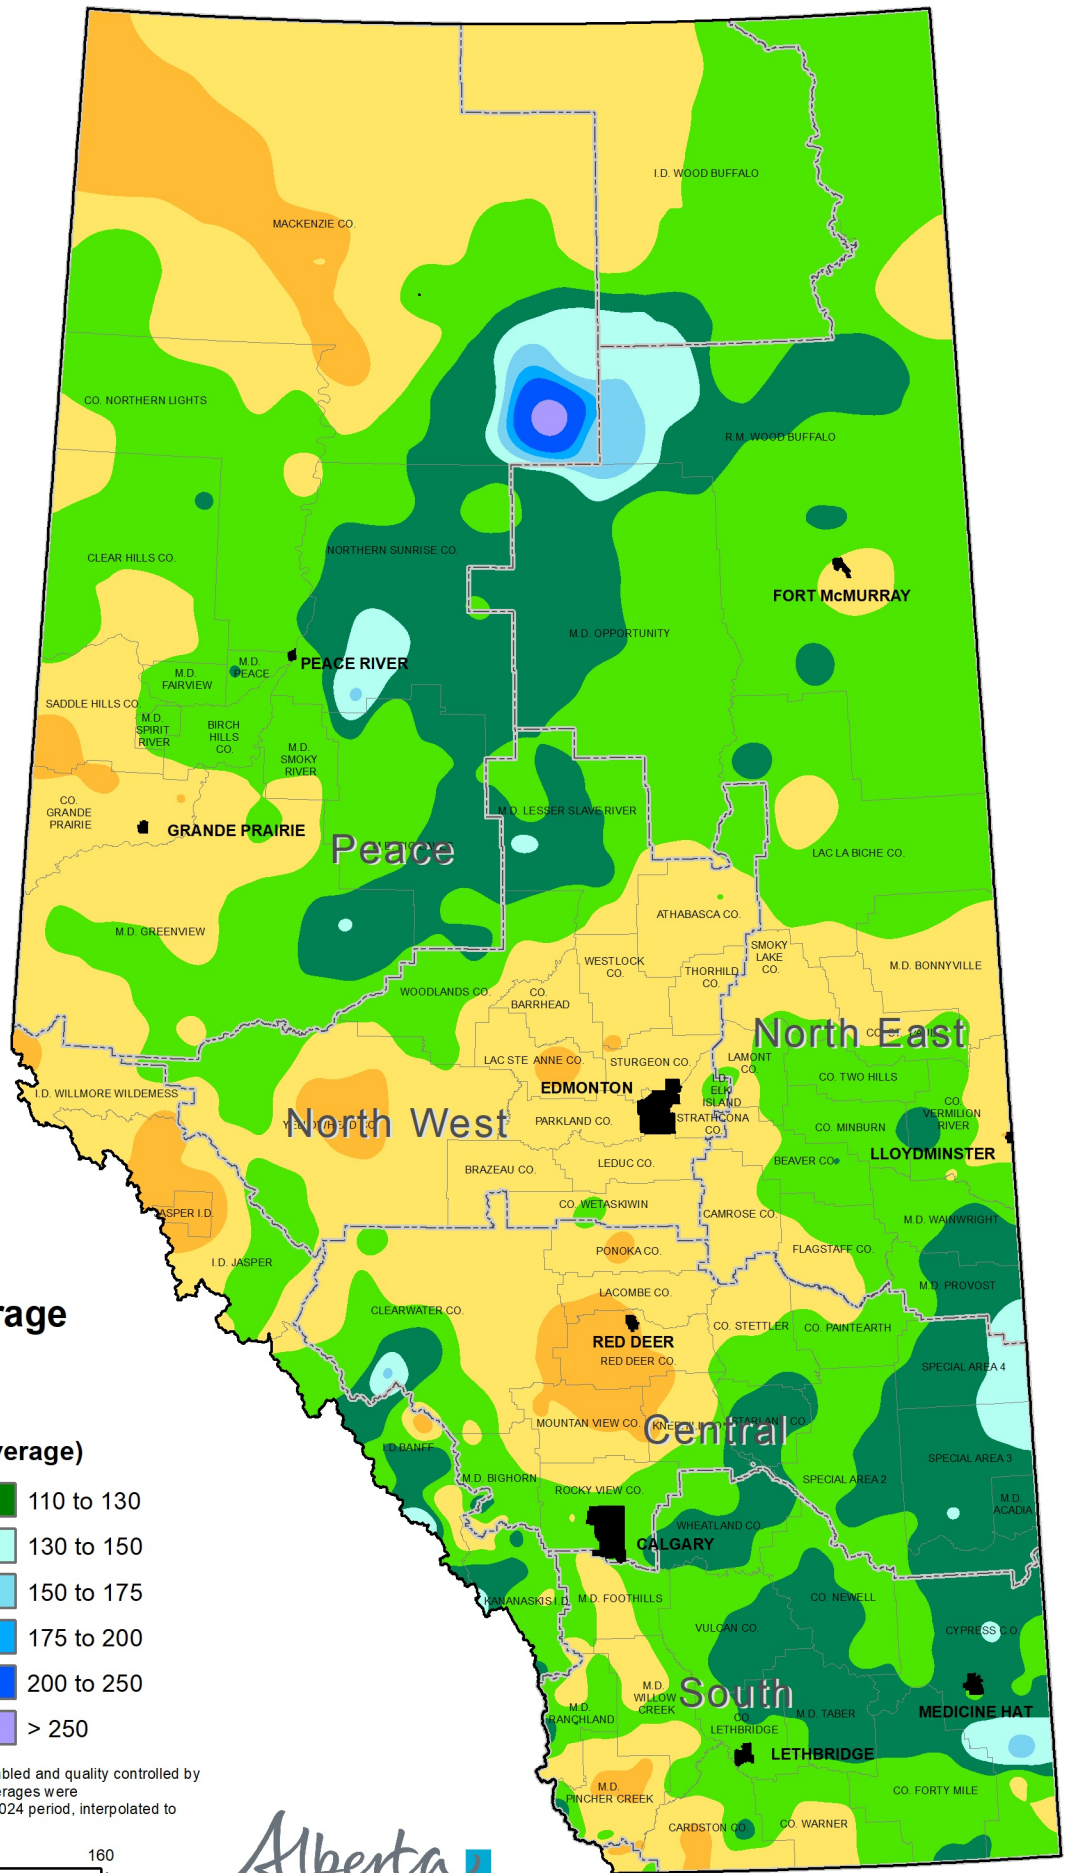 I.D. WOOD BUFFALO
MACKENZIE CO.
CO. NORTHERN LIGHTS
R.M. WOOD BUFFALO
CLEAR HILLS CO.
NORTHERN SUNRISE CO.
FORT McMURRAY
M.D. OPPORTUNITY
PEACE RIVER
M.D.
PEACE
M.D.
FAIRVIEW
SADDLE HILLS CO.
M.D.
SPIRIT
RIVER
BIRCH
HILLS
CO.
M.D.
SMOKY
RIVER
CO.
GRANDE
PRAIRIE
GRANDE PRAIRIE
M.D. LESSER SLAVE RIVER
Peace
LAC LA BICHE CO.
ATHABASCA CO.
M.D. GREENVIEW
WESTLOCK
CO.
THORHILD
CO.
SMOKY
LAKE
CO.
M.D. BONNYVILLE
WOODLANDS CO.
CO.
BARRHEAD
North East
LAC STE ANNE CO.
STURGEON CO.
LAMONT
CO.
CO. TWO HILLS
EDMONTON
I.D.
ELK
ISLAND
I.D. WILLMORE WILDEMESS
CO.
VERMILION
RIVER
North West
PARKLAND CO.
STRATHCONA
CO.
CO. MINBURN
LLOYDMINSTER
BRAZEAU CO.
LEDUC CO.
BEAVER CO.
CO. WETASKIWIN
CAMROSE CO.
JASPER I.D.
M.D. WAINWRIGHT
PONOKA CO.
FLAGSTAFF CO.
I.D. JASPER
M.D. PROVOST
LACOMBE CO.
CLEARWATER CO.
rage
CO. STETTLER
CO. PAINTEARTH
RED DEER
RED DEER CO.
SPECIAL AREA 4
MOUNTAN VIEW CO.
Central
STARLAND CO.
I.D.BANFF
SPECIAL AREA 3
verage)
M.D. BIGHORN
SPECIAL AREA 2
ROCKY VIEW CO.
110 to 130
M.D.
ACADIA
WHEATLAND CO.
CALGARY
130 to 150
150 to 175
KANANASKIS I.D.
M.D. FOOTHILLS
CO. NEWELL
VULCAN CO.
CYPRESS C.O.
175 to 200
200 to 250
South
M.D.
WILLOW
CREEK
M.D.
RANCHLAND
CO.
LETHBRIDGE
M.D. TABER
MEDICINE HAT
> 250
LETHBRIDGE
bled and quality controlled by
erages were
024 period, interpolated to
M.D.
PINCHER CREEK
CO. FORTY MILE
CARDSTON CO.
CO. WARNER
160
Alberta